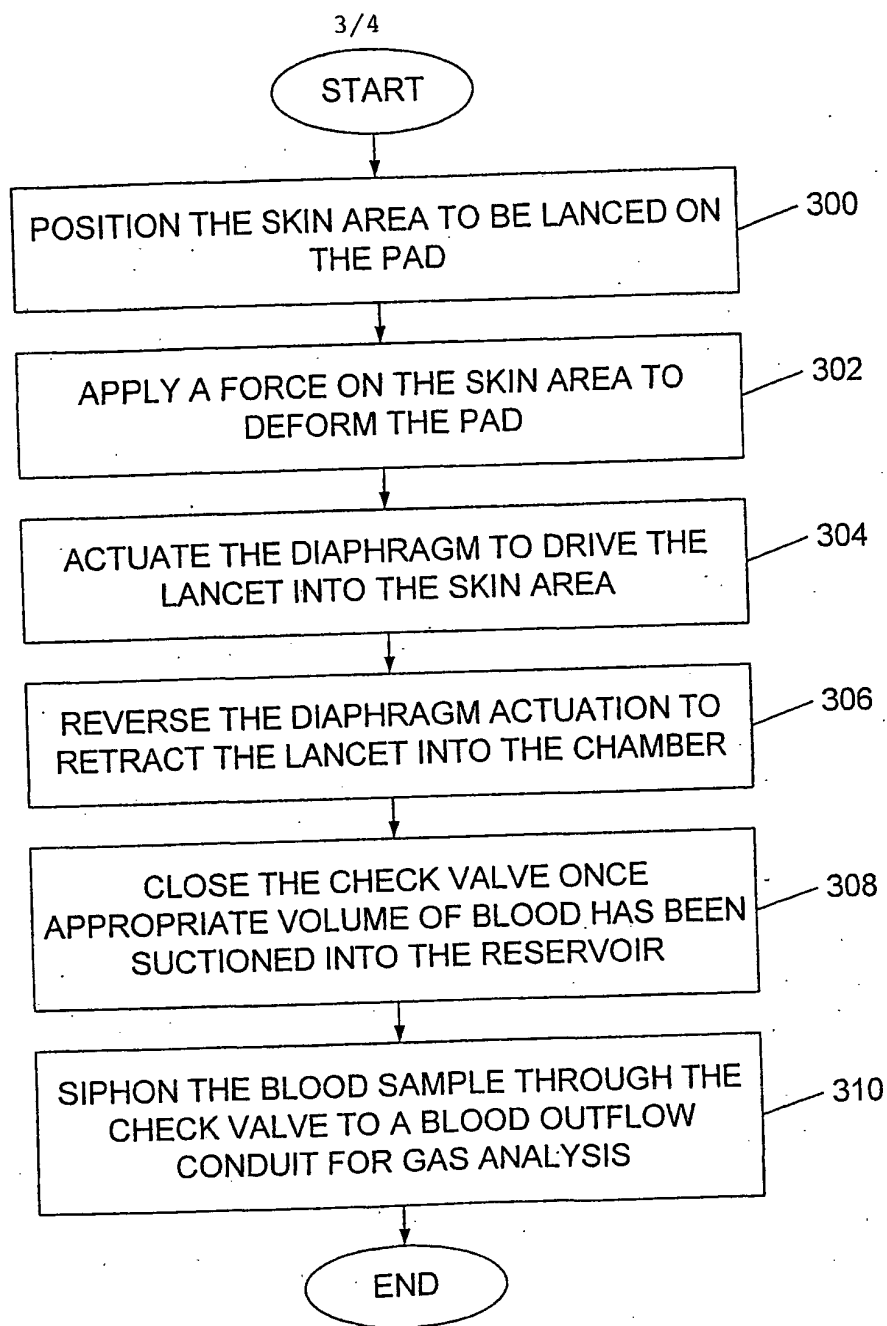 3/4
START
POSITION THE SKIN AREA TO BE LANCED ON
THE PAD
300
APPLY A FORCE ON THE SKIN AREA TO
DEFORM THE PAD
302
ACTUATE THE DIAPHRAGM TO DRIVE THE
LANCET INTO THE SKIN AREA
304
REVERSE THE DIAPHRAGM ACTUATION TO
RETRACT THE LANCET INTO THE CHAMBER
306
CLOSE THE CHECK VALVE ONCE
APPROPRIATE VOLUME OF BLOOD HAS BEEN
SUCTIONED INTO THE RESERVOIR
308
SIPHON THE BLOOD SAMPLE THROUGH THE
CHECK VALVE TO A BLOOD OUTFLOW
CONDUIT FOR GAS ANALYSIS
310
END